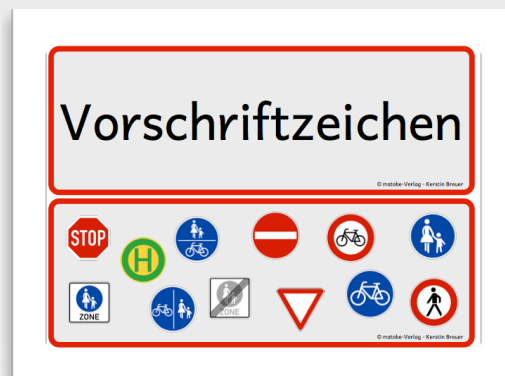 Vorschriftzeichen
© matobe-Verlag - Kerstin Breuer
STOP
H
ZONE
ZONE
© matobe-Verlag - Kerstin Breuer